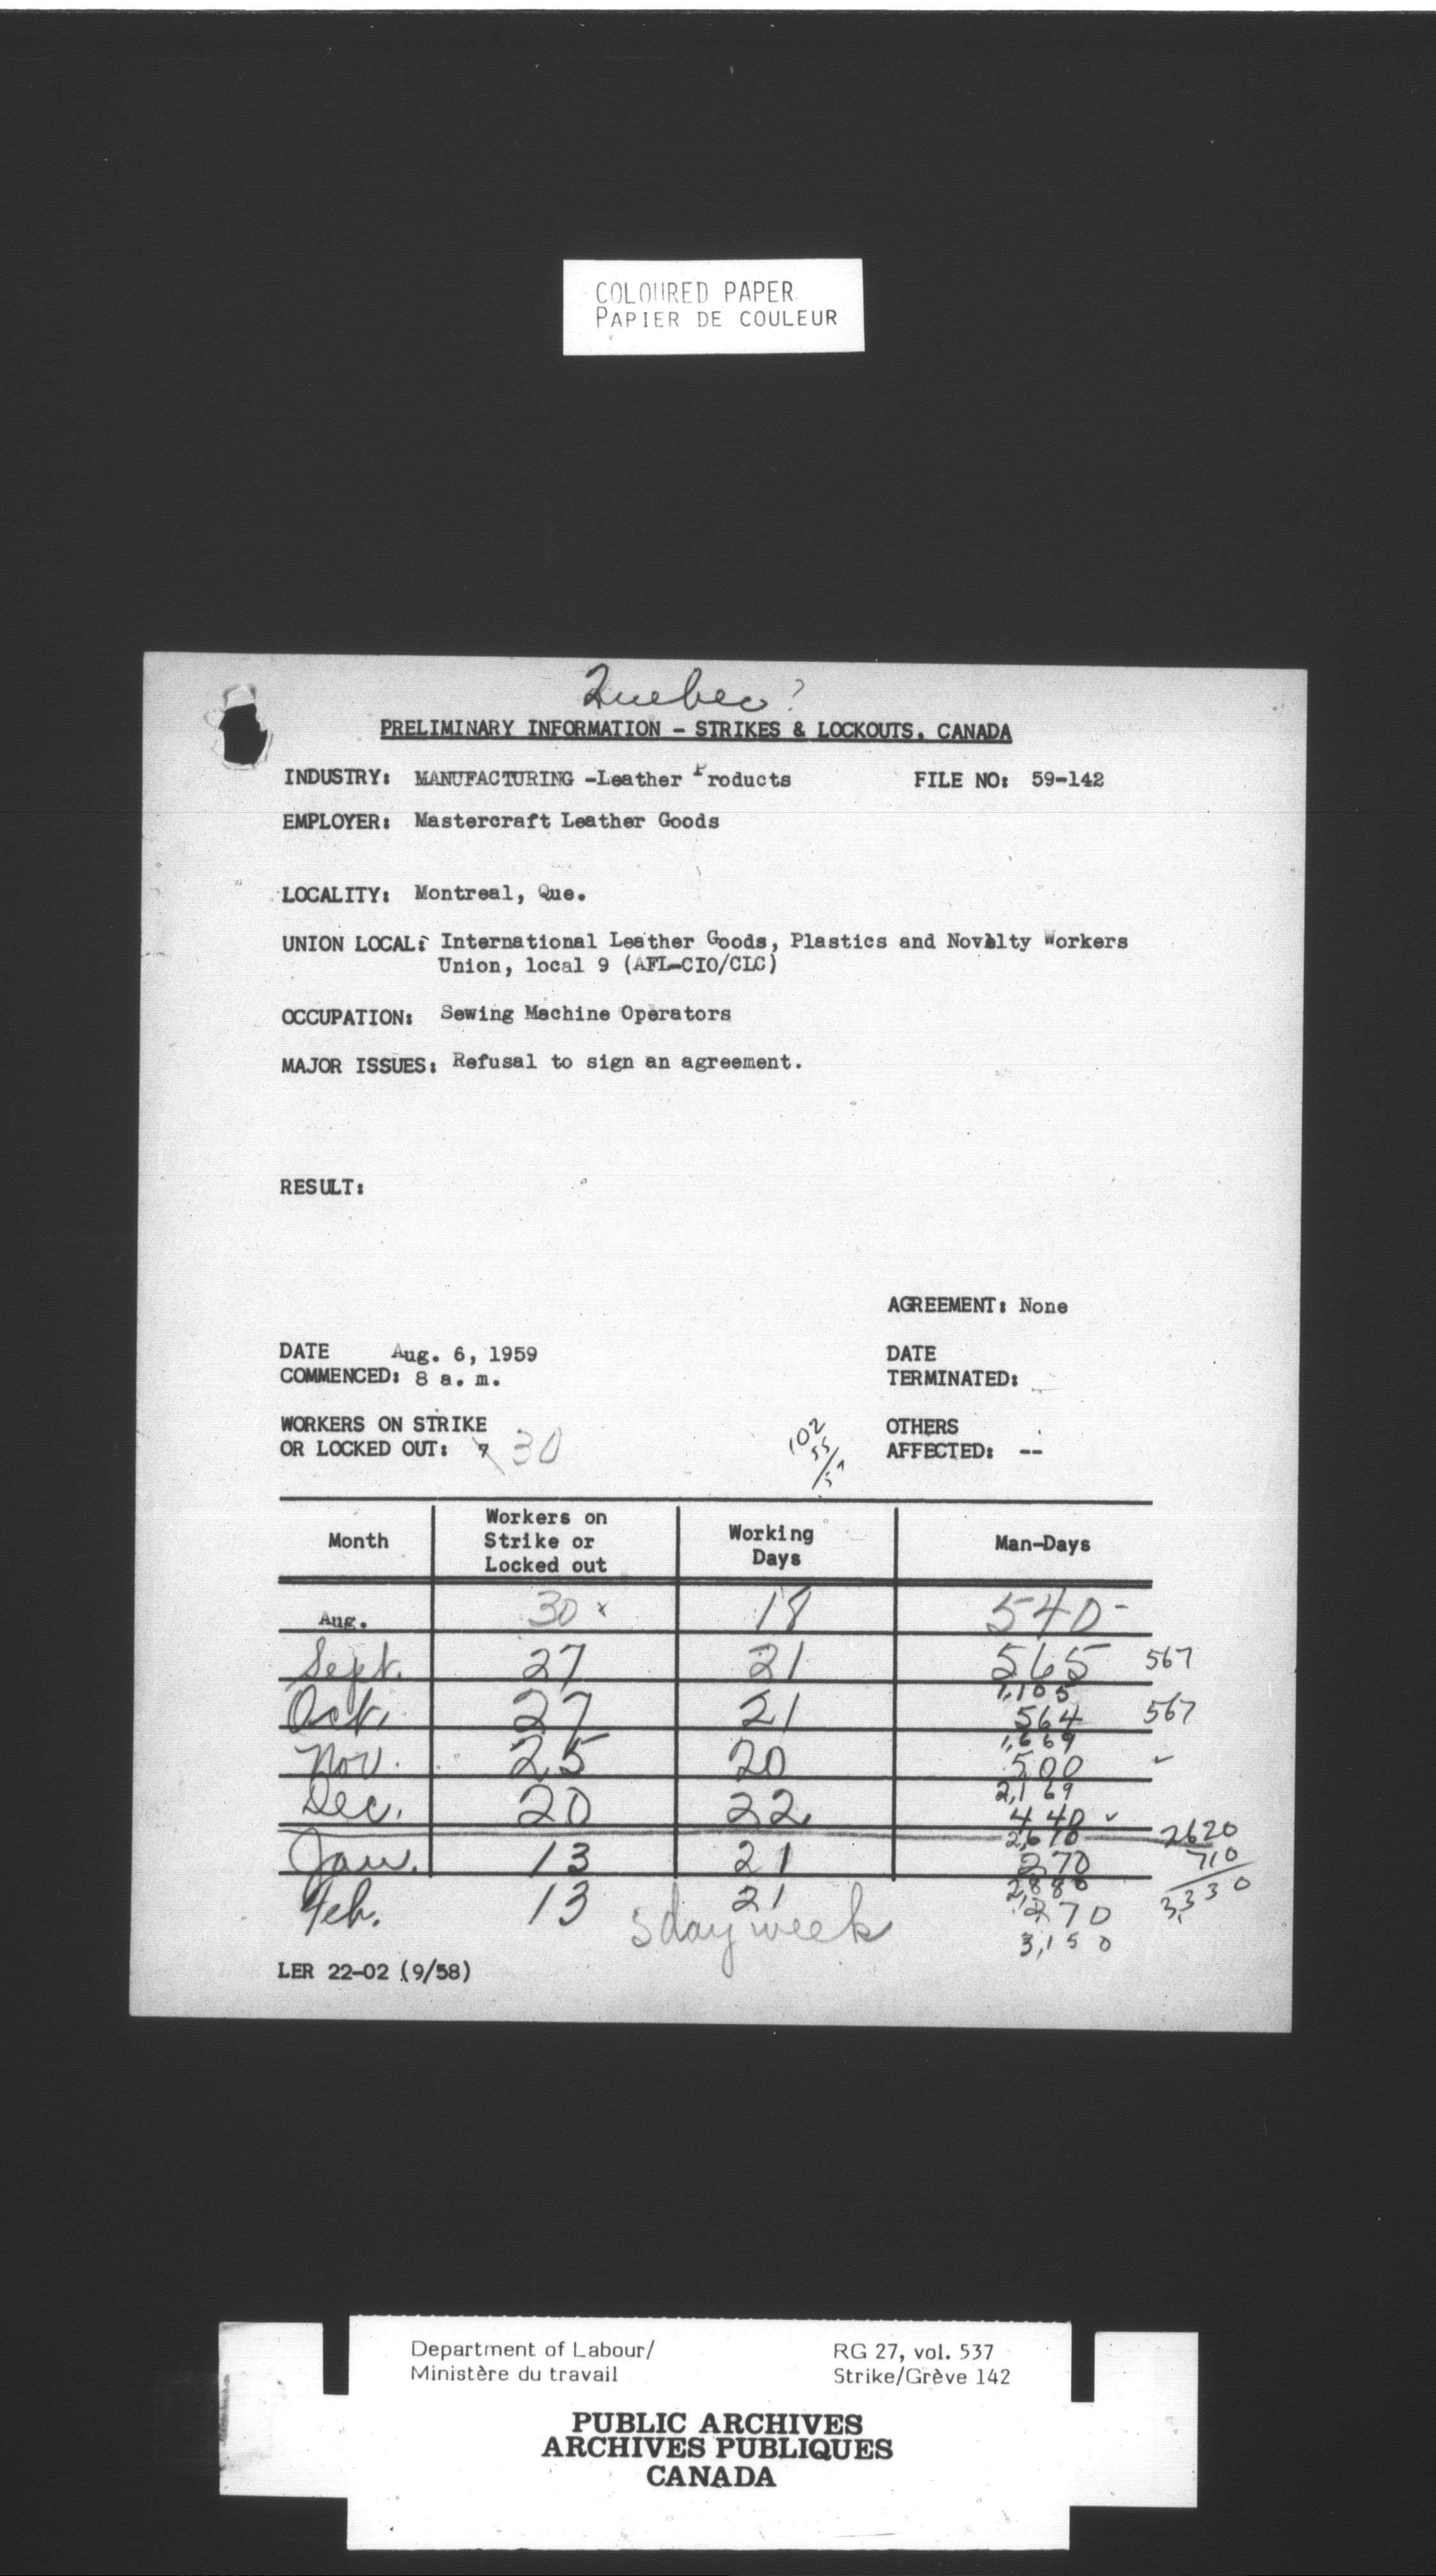 COLOURED PAPER
PAPIER DE COULEUR
Quebec?
PRELIMINARY INFORMATION - STRIKES & LOCKOUTS, CANADA
INDUSTRY: MANUFACTURING -Leather Products FILE NO: 59-142
EMPLOYER: Mastercraft Leather Goods
LOCALITY: Montreal, Que.
UNION LOCAL: International Leather Goods, Plastics and Novelty Workers
Union, local 9 (AFL-CIO/CLC)
OCCUPATION: Sewing Machine Operators
MAJOR ISSUES: Refusal to sign an agreement.
RESULT:
AGREEMENT: None
DATE Aug. 6, 1959 DATE
COMMENCED: 8 a. m. TERMINATED:
WORKERS ON STRIKE 102 OTHERS
OR LOCKED OUT: 7 30 55 AFFECTED: --
Month Workers on Strike or Locked out Working Days Man-Days
Aug. 30 x 18 540 -
Sept. 27 21 565 567
1,105
Oct. 27 21 564 567
1,669
Nov. 25 20 500 ✓
2,169
Dec. 20 22 440 ✓
2,610 2620
Jan. 13 21 270 710
2,880 3,330
Feb. 13 21 270
5 day week 3,150
LER 22-02 (9/58)
Department of Labour/ RG 27, vol. 537
Ministère du travail Strike/Grève 142
PUBLIC ARCHIVES
ARCHIVES PUBLIQUES
CANADA